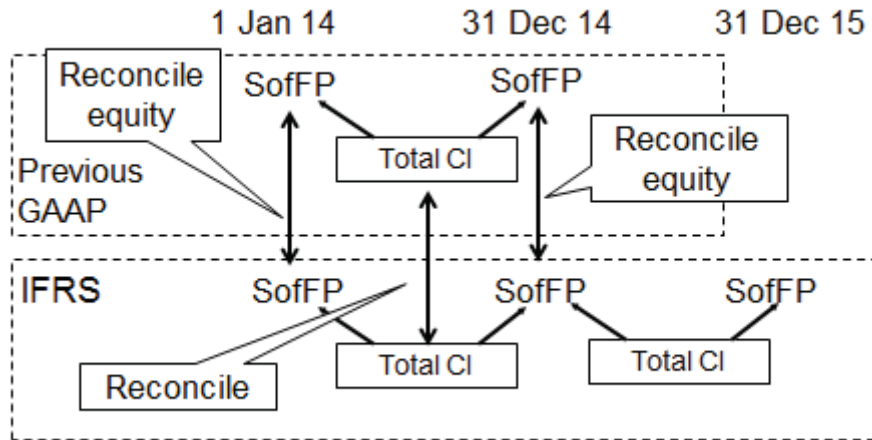 1 Jan 14 31 Dec 14 31 Dec 15
Reconcile
equity
SofFP SofFP
Total CI
Reconcile
equity
Previous
GAAP
IFRS SofFP SofFP SofFP
Total CI Total CI
Reconcile